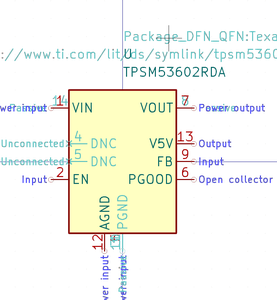 Package_DFN_QFN:Texa
://www.ti.com/lit/ds/symlink/tpsm5360
U
TPSM53602RDA
wer input 1 VIN VOUT 7 Power output
Unconnected 4 DNC V5V 13 Output
Unconnected 5 DNC FB 9 Input
Input 2 EN PGOOD 6 Open collector
AGND
PGND
12
wer input
wer input